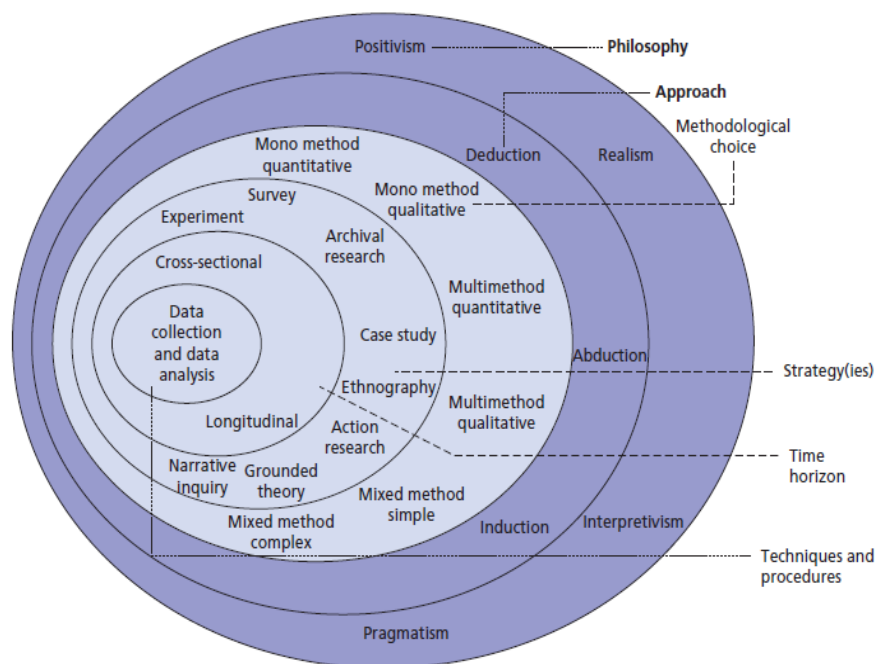 Positivism
Philosophy
Approach
Methodological
choice
Mono method
quantitative
Deduction
Realism
Mono method
qualitative
Survey
Experiment
Archival
research
Cross-sectional
Multimethod
quantitative
Data
collection
and data
analysis
Case study
Abduction
Strategy(ies)
Ethnography
Multimethod
qualitative
Longitudinal
Action
research
Time
horizon
Narrative
inquiry
Grounded
theory
Mixed method
simple
Mixed method
complex
Induction
Interpretivism
Techniques and
procedures
Pragmatism